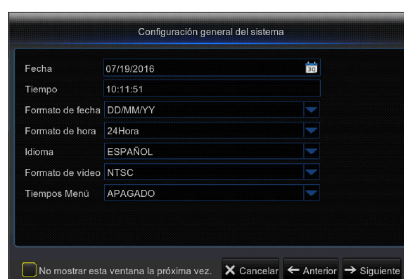 Configuración general del sistema
Fecha 07/19/2016 30
Tiempo 10:11:51
Formato de fecha DD/MM/YY
Formato de hora 24Hora
Idioma ESPAÑOL
Formato de vídeo NTSC
Tiempos Menú APAGADO
No mostrar esta ventana la próxima vez. Cancelar Anterior Siguiente